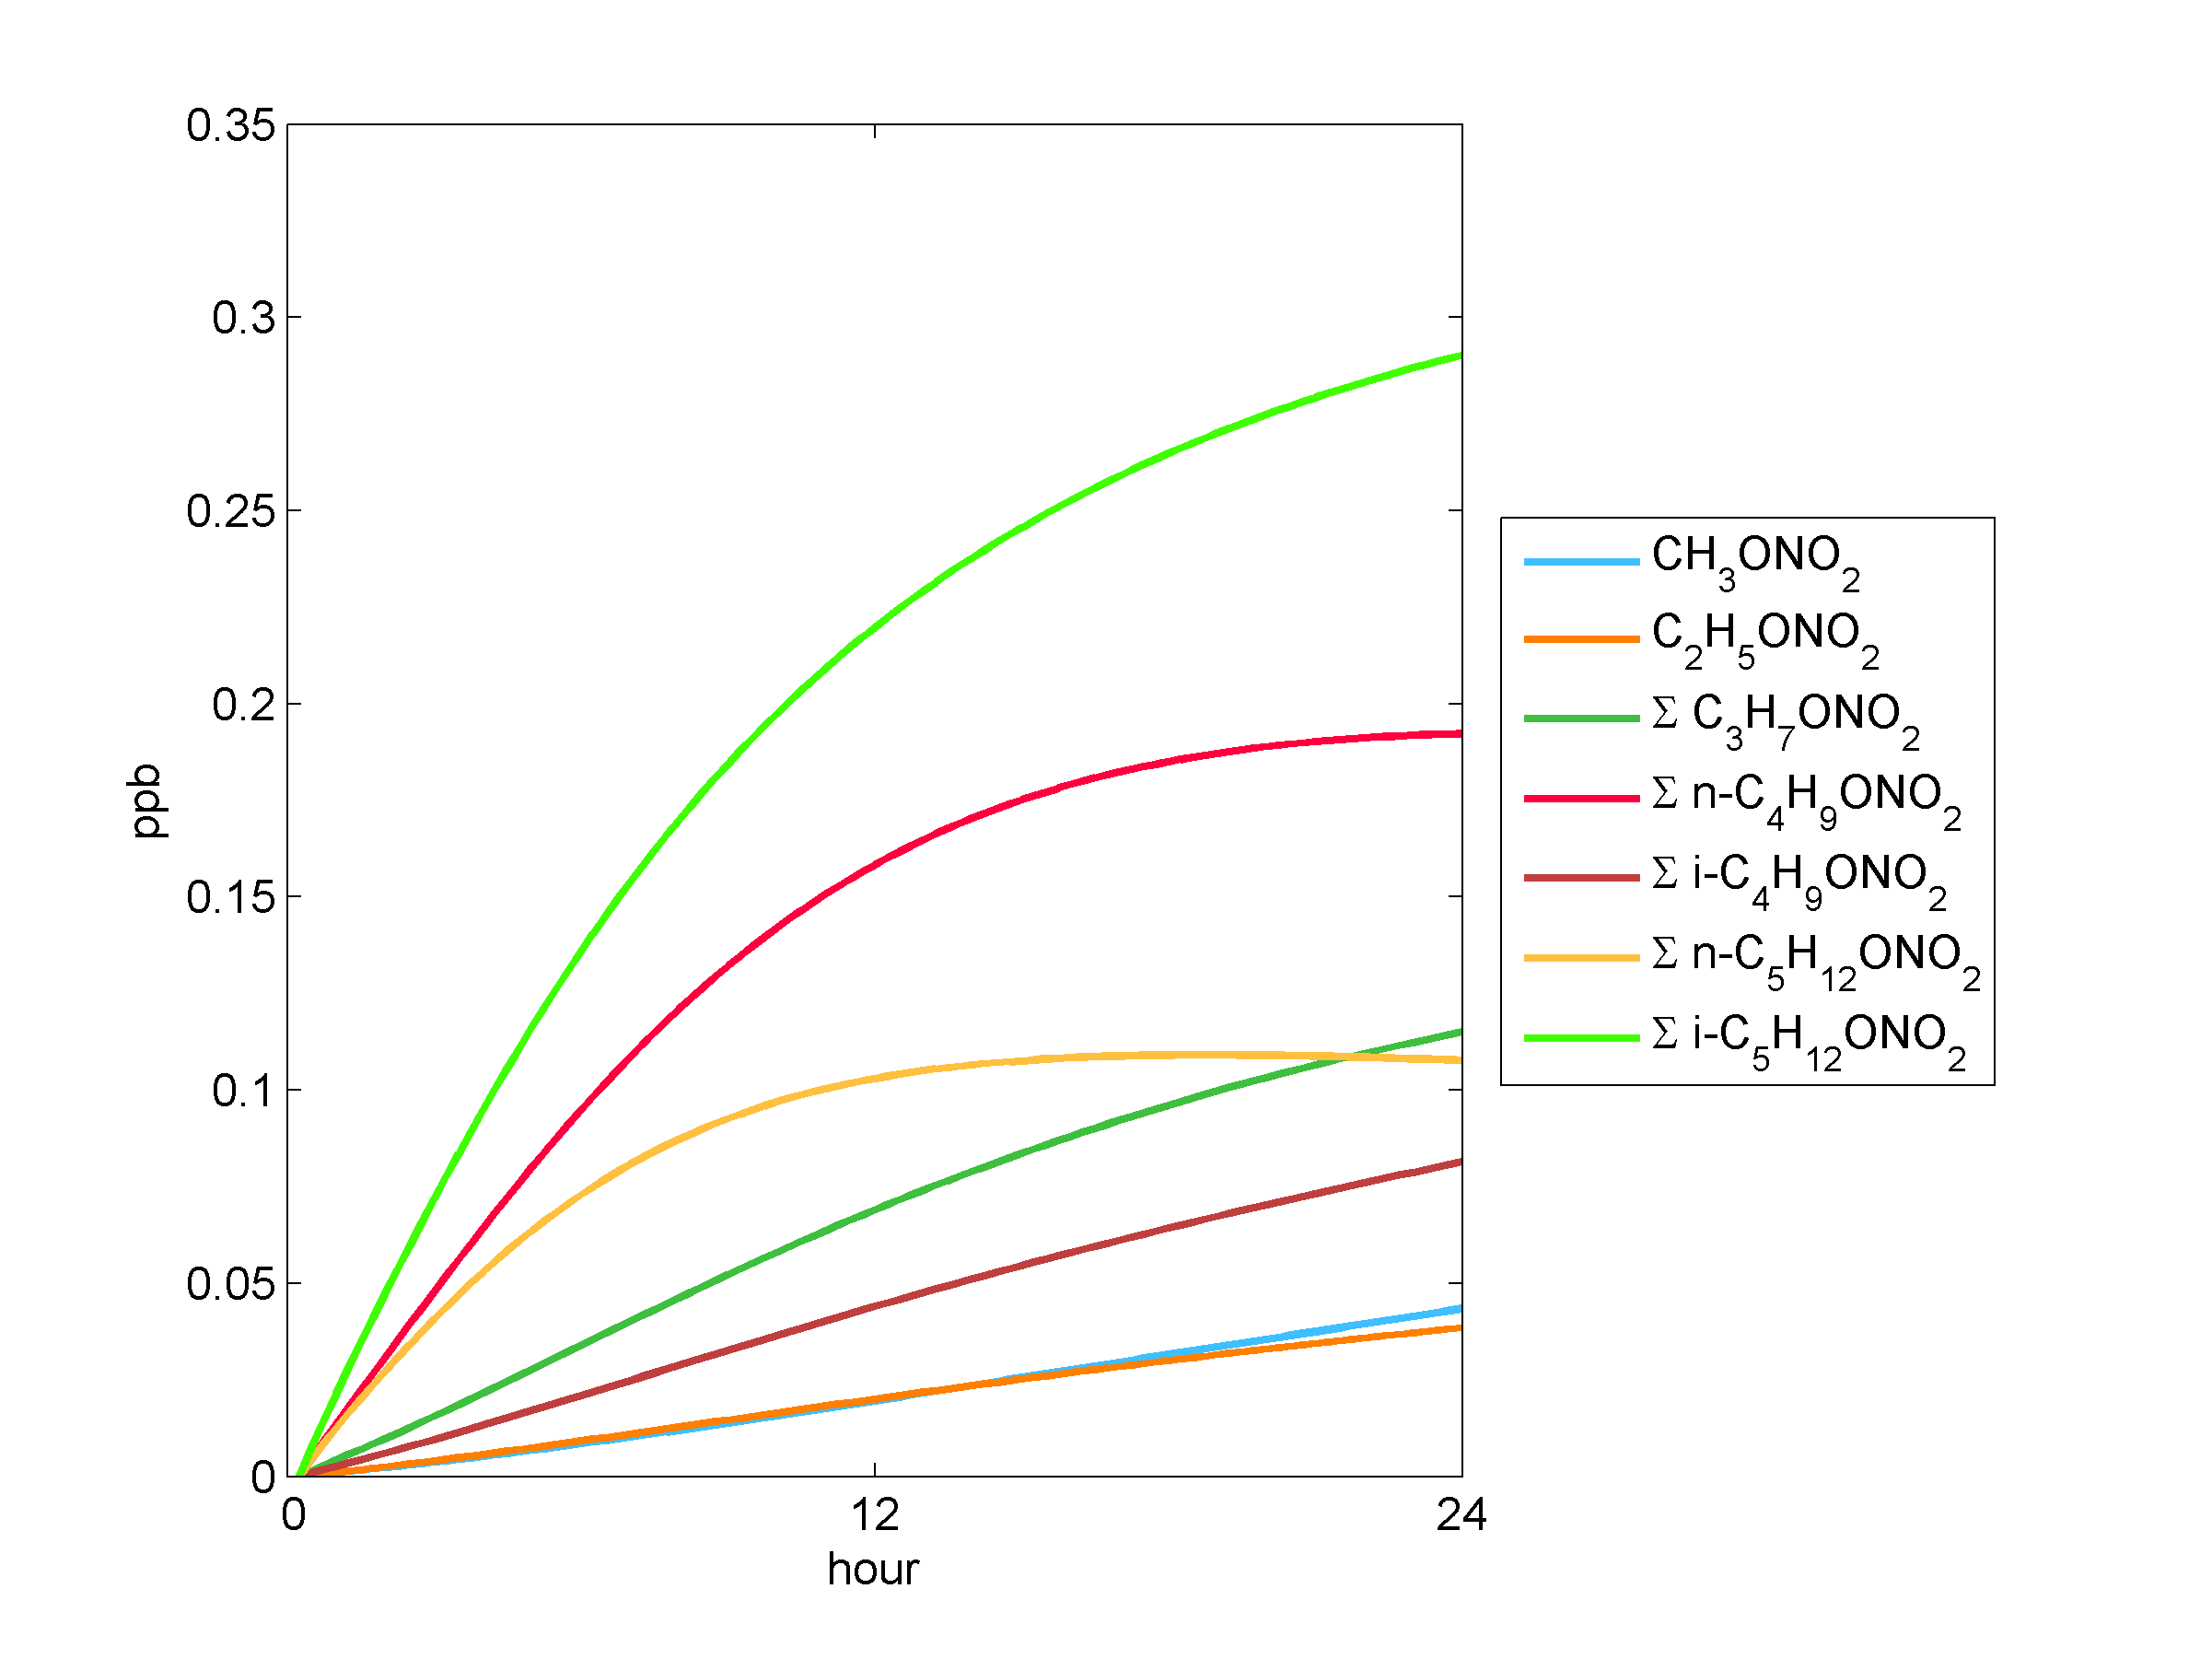 0.35
0.3
0.25
0.2
0.15
0.1
0.05
0
ppb
0
12
24
hour
CH₃ONO₂
C₂H₅ONO₂
Σ C₃H₇ONO₂
Σ n-C₄H₉ONO₂
Σ i-C₄H₉ONO₂
Σ n-C₅H₁₂ONO₂
Σ i-C₅H₁₂ONO₂